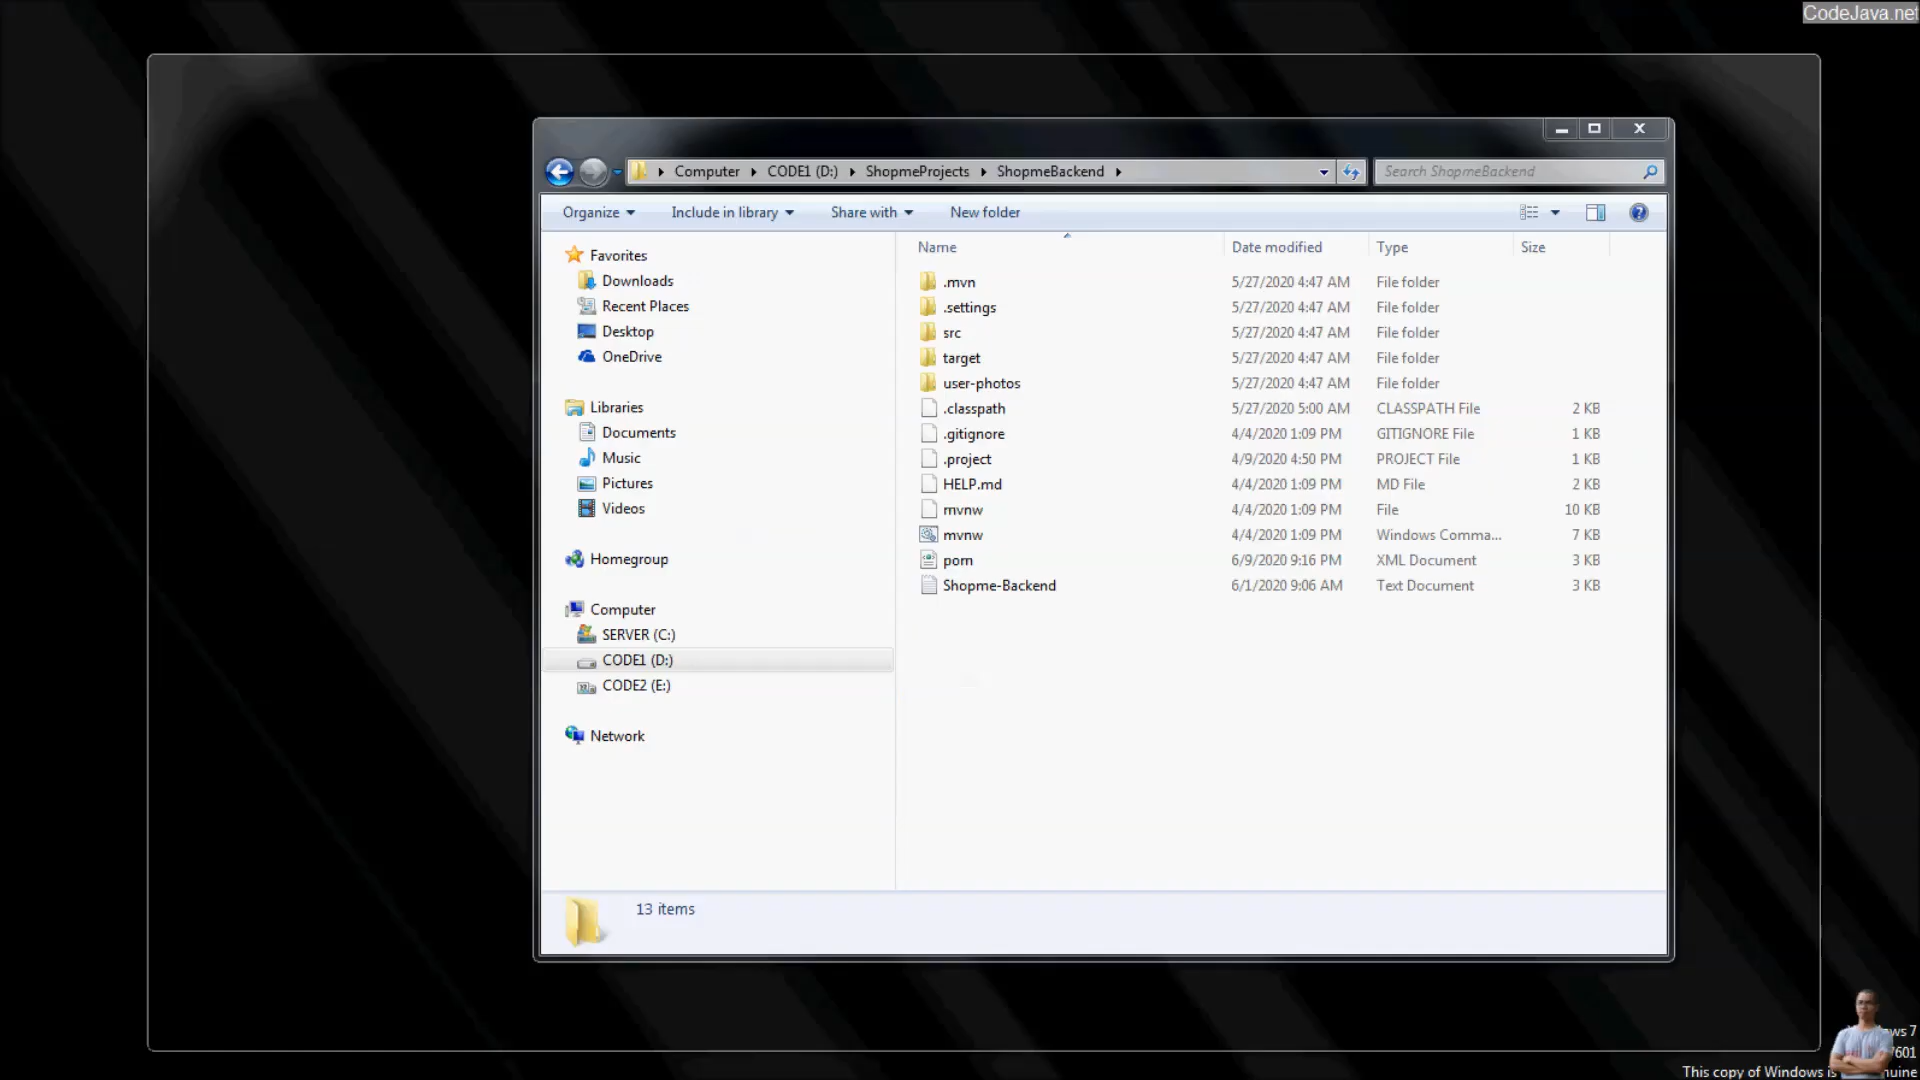 CodeJava.net
Computer CODE1 (D:) ShopmeProjects ShopmeBackend
Search ShopmeBackend
Organize Include in library Share with New folder
Name Date modified Type Size
Favorites
Downloads
Recent Places
Desktop
OneDrive
Libraries
Documents
Music
Pictures
Videos
Homegroup
Computer
SERVER (C:)
CODE1 (D:)
CODE2 (E:)
Network
.mvn 5/27/2020 4:47 AM File folder
.settings 5/27/2020 4:47 AM File folder
src 5/27/2020 4:47 AM File folder
target 5/27/2020 4:47 AM File folder
user-photos 5/27/2020 4:47 AM File folder
.classpath 5/27/2020 5:00 AM CLASSPATH File 2 KB
.gitignore 4/4/2020 1:09 PM GITIGNORE File 1 KB
.project 4/9/2020 4:50 PM PROJECT File 1 KB
HELP.md 4/4/2020 1:09 PM MD File 2 KB
mvnw 4/4/2020 1:09 PM File 10 KB
mvnw 4/4/2020 1:09 PM Windows Comma... 7 KB
pom 6/9/2020 9:16 PM XML Document 3 KB
Shopme-Backend 6/1/2020 9:06 AM Text Document 3 KB
13 items
7
7601
This copy of Windows